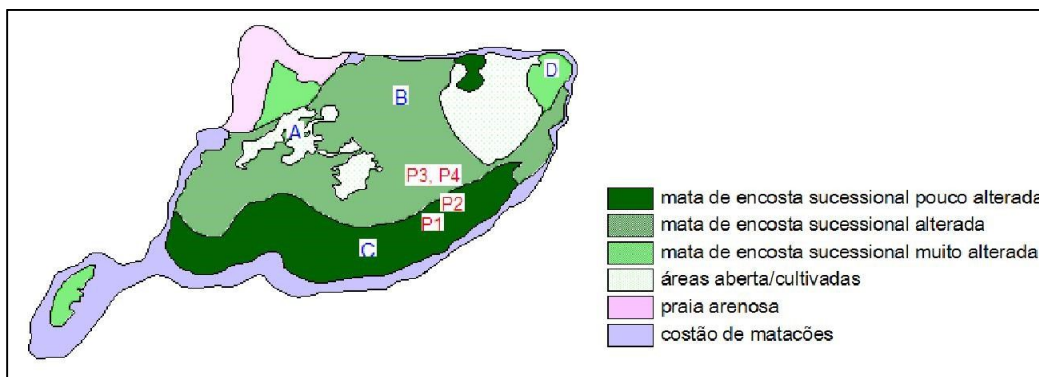 D
B
A
P3, P4
P2
P1
C
mata de encosta sucessional pouco alterada
mata de encosta sucessional alterada
mata de encosta sucessional muito alterada
áreas aberta/cultivadas
praia arenosa
costão de matacões